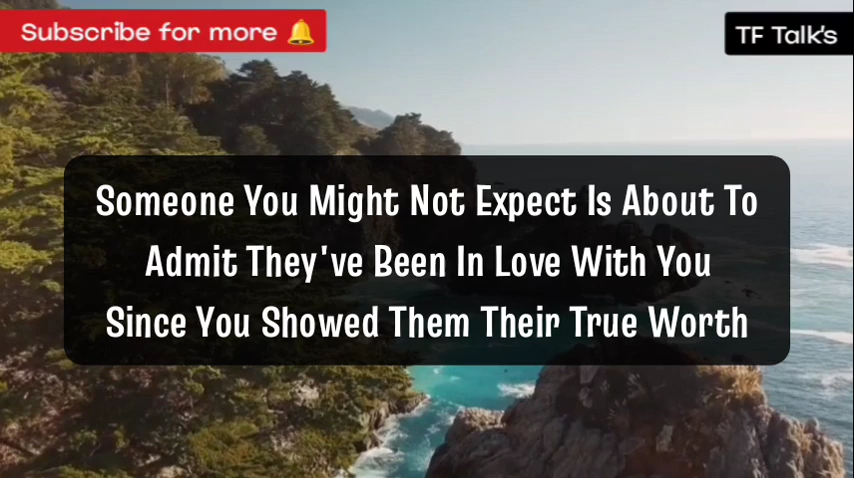 Subscribe for more 🔔
TF Talk's
Someone You Might Not Expect Is About To
Admit They've Been In Love With You
Since You Showed Them Their True Worth